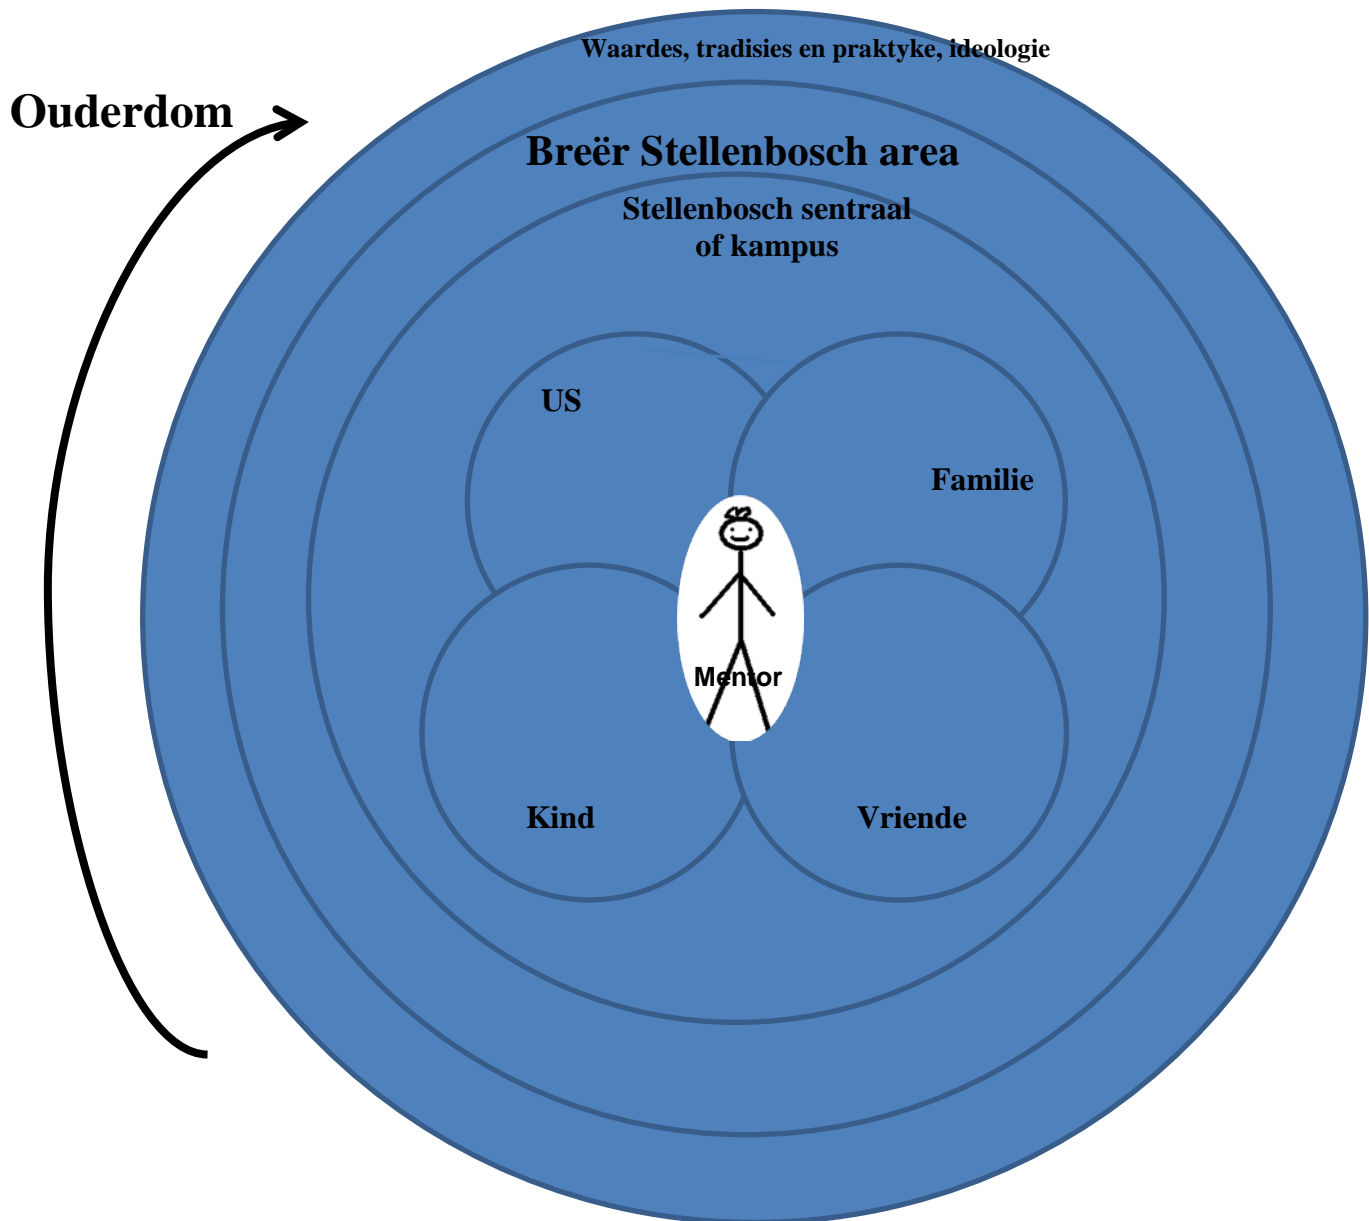 Waardes, tradisies en praktyke, ideologie
Ouderdom
Breër Stellenbosch area
Stellenbosch sentraal
of kampus
US
Familie
Mentor
Kind
Vriende